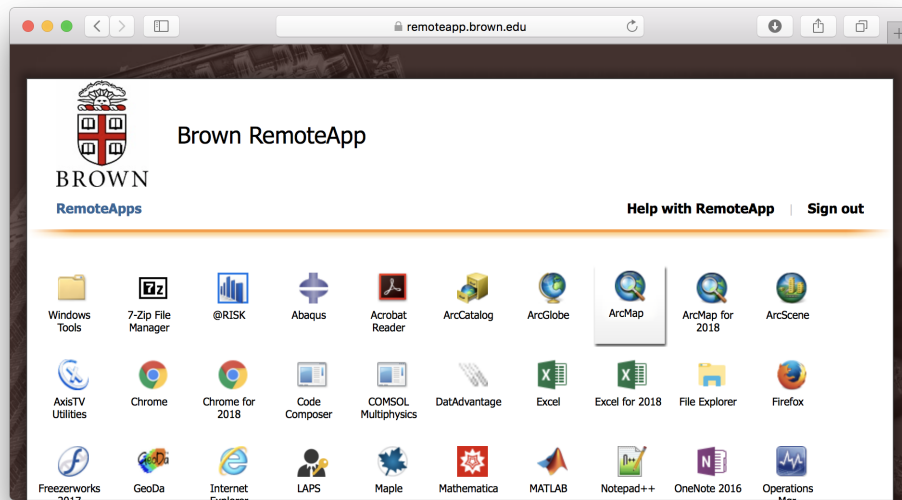 remoteapp.brown.edu
BROWN
Brown RemoteApp
RemoteApps
Help with RemoteApp
Sign out
Windows
Tools
7z
7-Zip File
Manager
@RISK
Abaqus
Acrobat
Reader
ArcCatalog
ArcGlobe
ArcMap
ArcMap for
2018
ArcScene
AxisTV
Utilities
Chrome
Chrome for
2018
Code
Composer
COMSOL
Multiphysics
DatAdvantage
Excel
Excel for 2018
File Explorer
Firefox
Freezerworks
2017
GeoDa
GeoDa
Internet
Explorer
LAPS
Maple
Mathematica
MATLAB
Notepad++
OneNote 2016
Operations